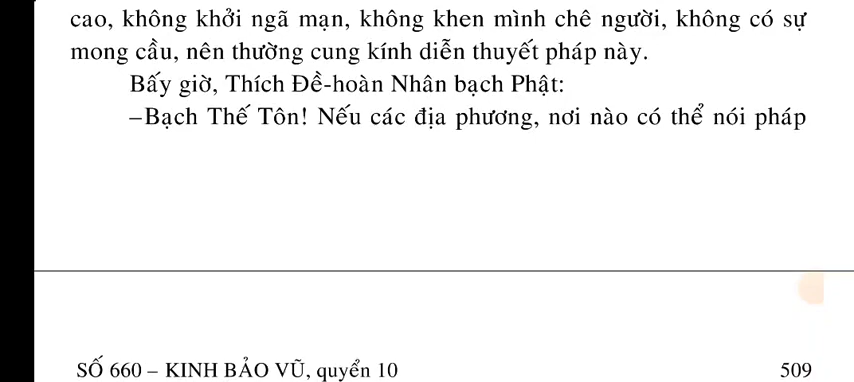 cao, không khởi ngã mạn, không khen mình chê người, không có sự
mong cầu, nên thường cung kính diễn thuyết pháp này.
Bấy giờ, Thích Đề-hoàn Nhân bạch Phật:
–Bạch Thế Tôn! Nếu các địa phương, nơi nào có thể nói pháp
SỐ 660 – KINH BẢO VŨ, quyển 10 509